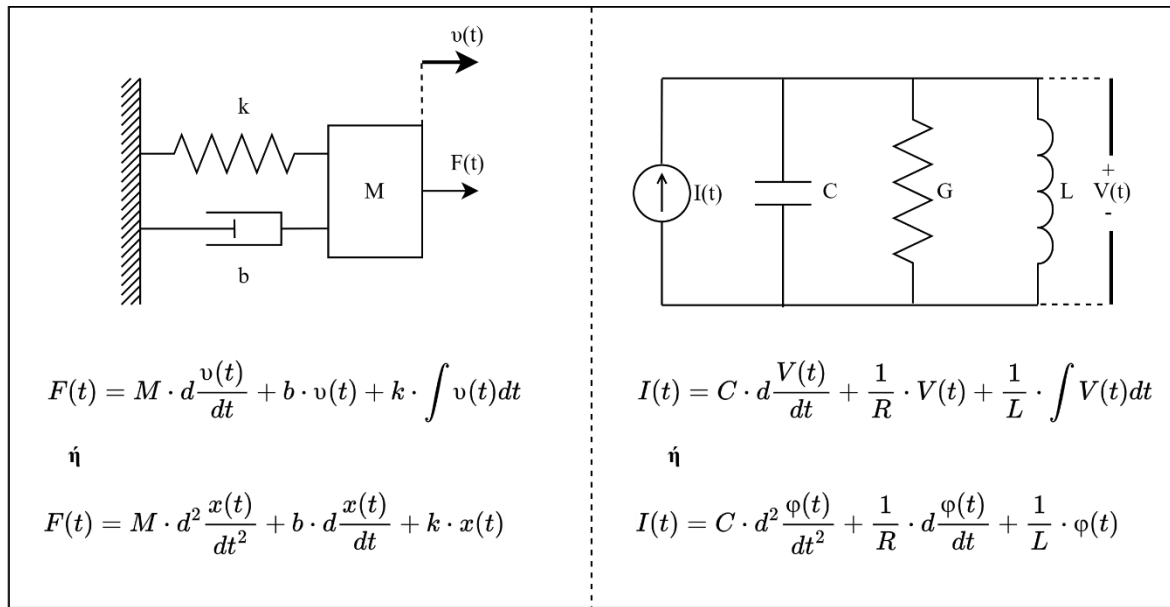 υ(t)
k
F(t)
M
b
I(t)
C
G
L
+
V(t)
-
F(t) = M · d υ(t)/dt + b · υ(t) + k · ∫ υ(t)dt
ή
F(t) = M · d² x(t)/dt² + b · d x(t)/dt + k · x(t)
I(t) = C · d V(t)/dt + 1/R · V(t) + 1/L · ∫ V(t)dt
ή
I(t) = C · d² φ(t)/dt² + 1/R · d φ(t)/dt + 1/L · φ(t)